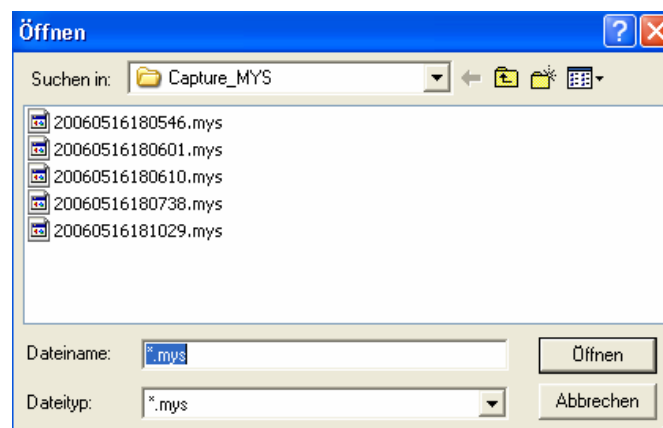 Öffnen
Suchen in: Capture_MYS
20060516180546.mys
20060516180601.mys
20060516180610.mys
20060516180738.mys
20060516181029.mys
Dateiname: *.mys Öffnen
Dateityp: *.mys Abbrechen